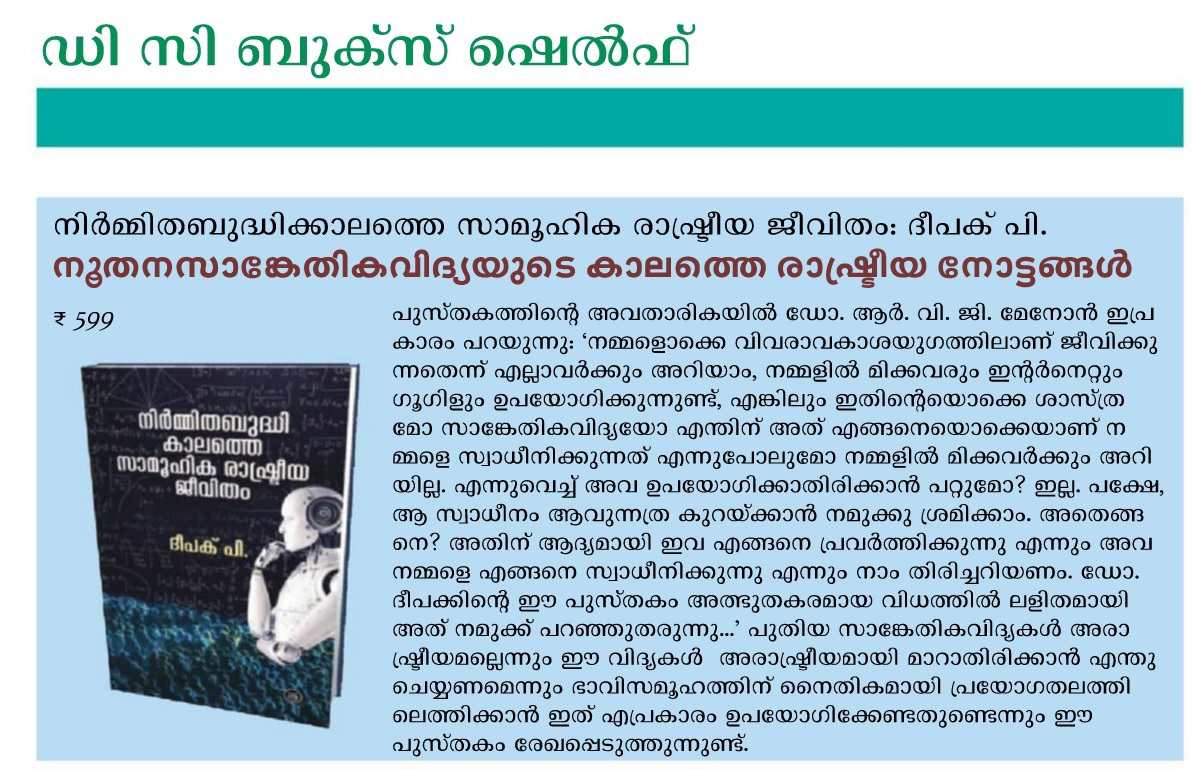 ഡി സി ബുക്സ് ഷെൽഫ്
നിർമ്മിതബുദ്ധിക്കാലത്തെ സാമൂഹിക രാഷ്ട്രീയ ജീവിതം: ദീപക് പി.
നൂതനസാങ്കേതികവിദ്യയുടെ കാലത്തെ രാഷ്ട്രീയ നോട്ടങ്ങൾ
₹ 599
പുസ്തകത്തിന്റെ അവതാരികയിൽ ഡോ. ആർ. വി. ജി. മേനോൻ ഇപ്ര
കാരം പറയുന്നു: ‘നമ്മളൊക്കെ വിവരാവകാശയുഗത്തിലാണ് ജീവിക്കു
ന്നതെന്ന് എല്ലാവർക്കും അറിയാം, നമ്മളിൽ മിക്കവരും ഇന്റർനെറ്റും
ഗൂഗിളും ഉപയോഗിക്കുന്നുണ്ട്, എങ്കിലും ഇതിന്റെയൊക്കെ ശാസ്ത്ര
മോ സാങ്കേതികവിദ്യയോ എന്തിന് അത് എങ്ങനെയൊക്കെയാണ് ന
മ്മളെ സ്വാധീനിക്കുന്നത് എന്നുപോലുമോ നമ്മളിൽ മിക്കവർക്കും അറി
യില്ല. എന്നുവെച്ച് അവ ഉപയോഗിക്കാതിരിക്കാൻ പറ്റുമോ? ഇല്ല. പക്ഷേ,
ആ സ്വാധീനം ആവുന്നത്ര കുറയ്ക്കാൻ നമുക്കു ശ്രമിക്കാം. അതെങ്ങ
നെ? അതിന് ആദ്യമായി ഇവ എങ്ങനെ പ്രവർത്തിക്കുന്നു എന്നും അവ
നമ്മളെ എങ്ങനെ സ്വാധീനിക്കുന്നു എന്നും നാം തിരിച്ചറിയണം. ഡോ.
ദീപക്കിന്റെ ഈ പുസ്തകം അത്ഭുതകരമായ വിധത്തിൽ ലളിതമായി
അത് നമുക്ക് പറഞ്ഞുതരുന്നു...’ പുതിയ സാങ്കേതികവിദ്യകൾ അരാ
ഷ്ട്രീയമല്ലെന്നും ഈ വിദ്യകൾ അരാഷ്ട്രീയമായി മാറാതിരിക്കാൻ എന്തു
ചെയ്യണമെന്നും ഭാവിസമൂഹത്തിന് നൈതികമായി പ്രയോഗതലത്തി
ലെത്തിക്കാൻ ഇത് എപ്രകാരം ഉപയോഗിക്കേണ്ടതുണ്ടെന്നും ഈ
പുസ്തകം രേഖപ്പെടുത്തുന്നുണ്ട്.
നിർമ്മിതബുദ്ധി
കാലത്തെ
സാമൂഹിക രാഷ്ട്രീയ
ജീവിതം
ദീപക് പി.